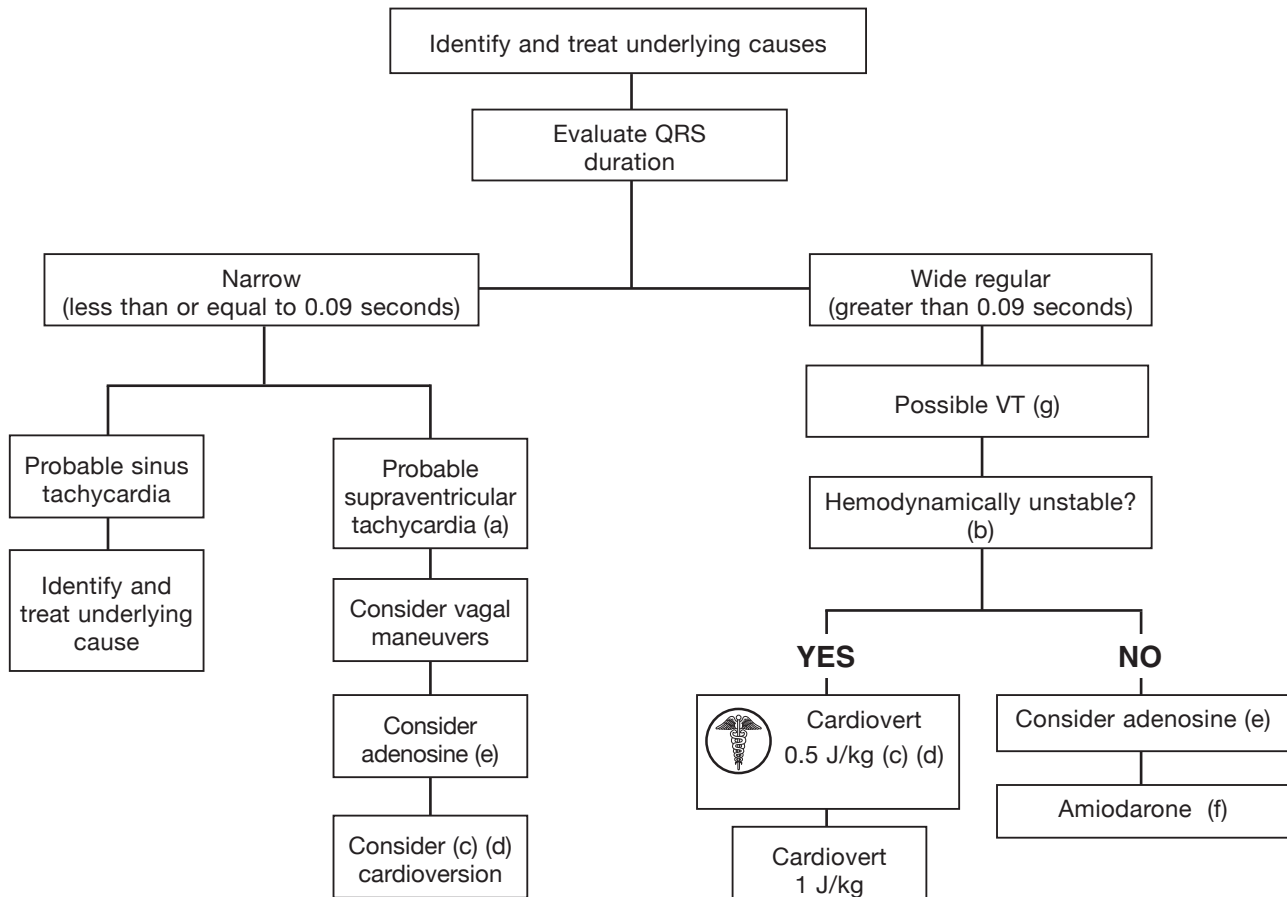 Identify and treat underlying causes
Evaluate QRS
duration
Narrow
(less than or equal to 0.09 seconds)
Wide regular
(greater than 0.09 seconds)
Possible VT (g)
Probable sinus
tachycardia
Probable
supraventricular
tachycardia (a)
Hemodynamically unstable?
(b)
Identify and
treat underlying
cause
Consider vagal
maneuvers
YES
NO
Consider
adenosine (e)
Cardiovert
0.5 J/kg (c) (d)
Consider adenosine (e)
Amiodarone (f)
Consider (c) (d)
cardioversion
Cardiovert
1 J/kg